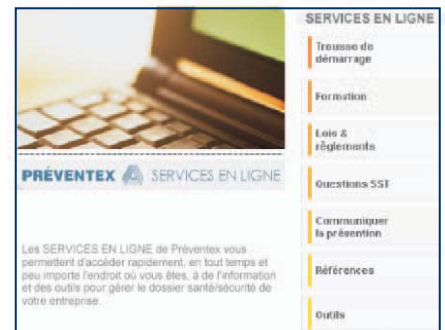 SERVICES EN LIGNE
Trousse de
démarrage
Formation
Lois &
règlements
Questions SST
Communiquer
la prévention
Références
Outils
PRÉVENTEX SERVICES EN LIGNE
Les SERVICES EN LIGNE de Préventex vous
permettent d'accéder rapidement, en tout temps et
peu importe l'endroit où vous êtes, à de l'information
et des outils pour gérer le dossier santé/sécurité de
votre entreprise.